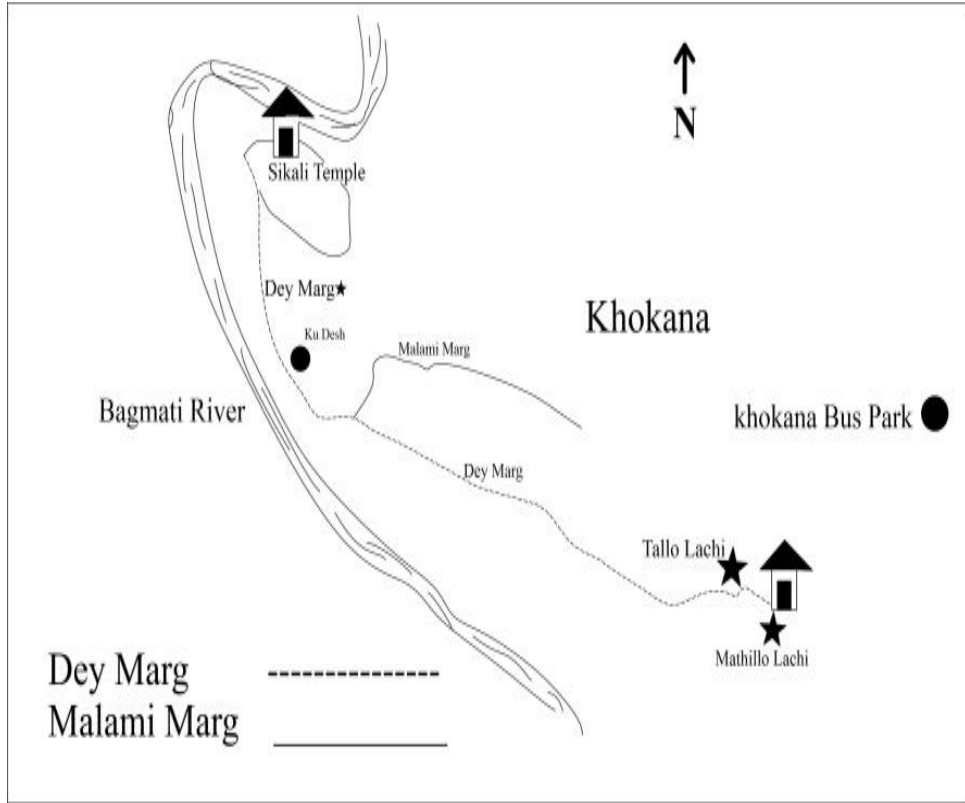 N
Sikali Temple
Dey Marg
Khokana
Ku Desh
Malami Marg
Bagmati River
khokana Bus Park
Dey Marg
Tallo Lachi
Mathillo Lachi
Dey Marg
Malami Marg